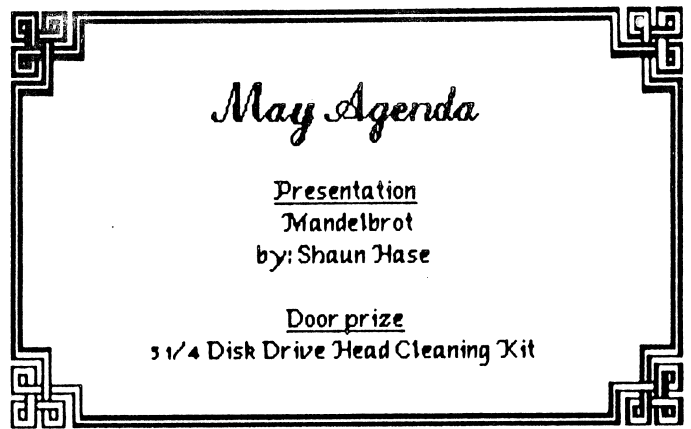 May Agenda
Presentation
Mandelbrot
by: Shaun Hase
Door prize
5 1/4 Disk Drive Head Cleaning Kit